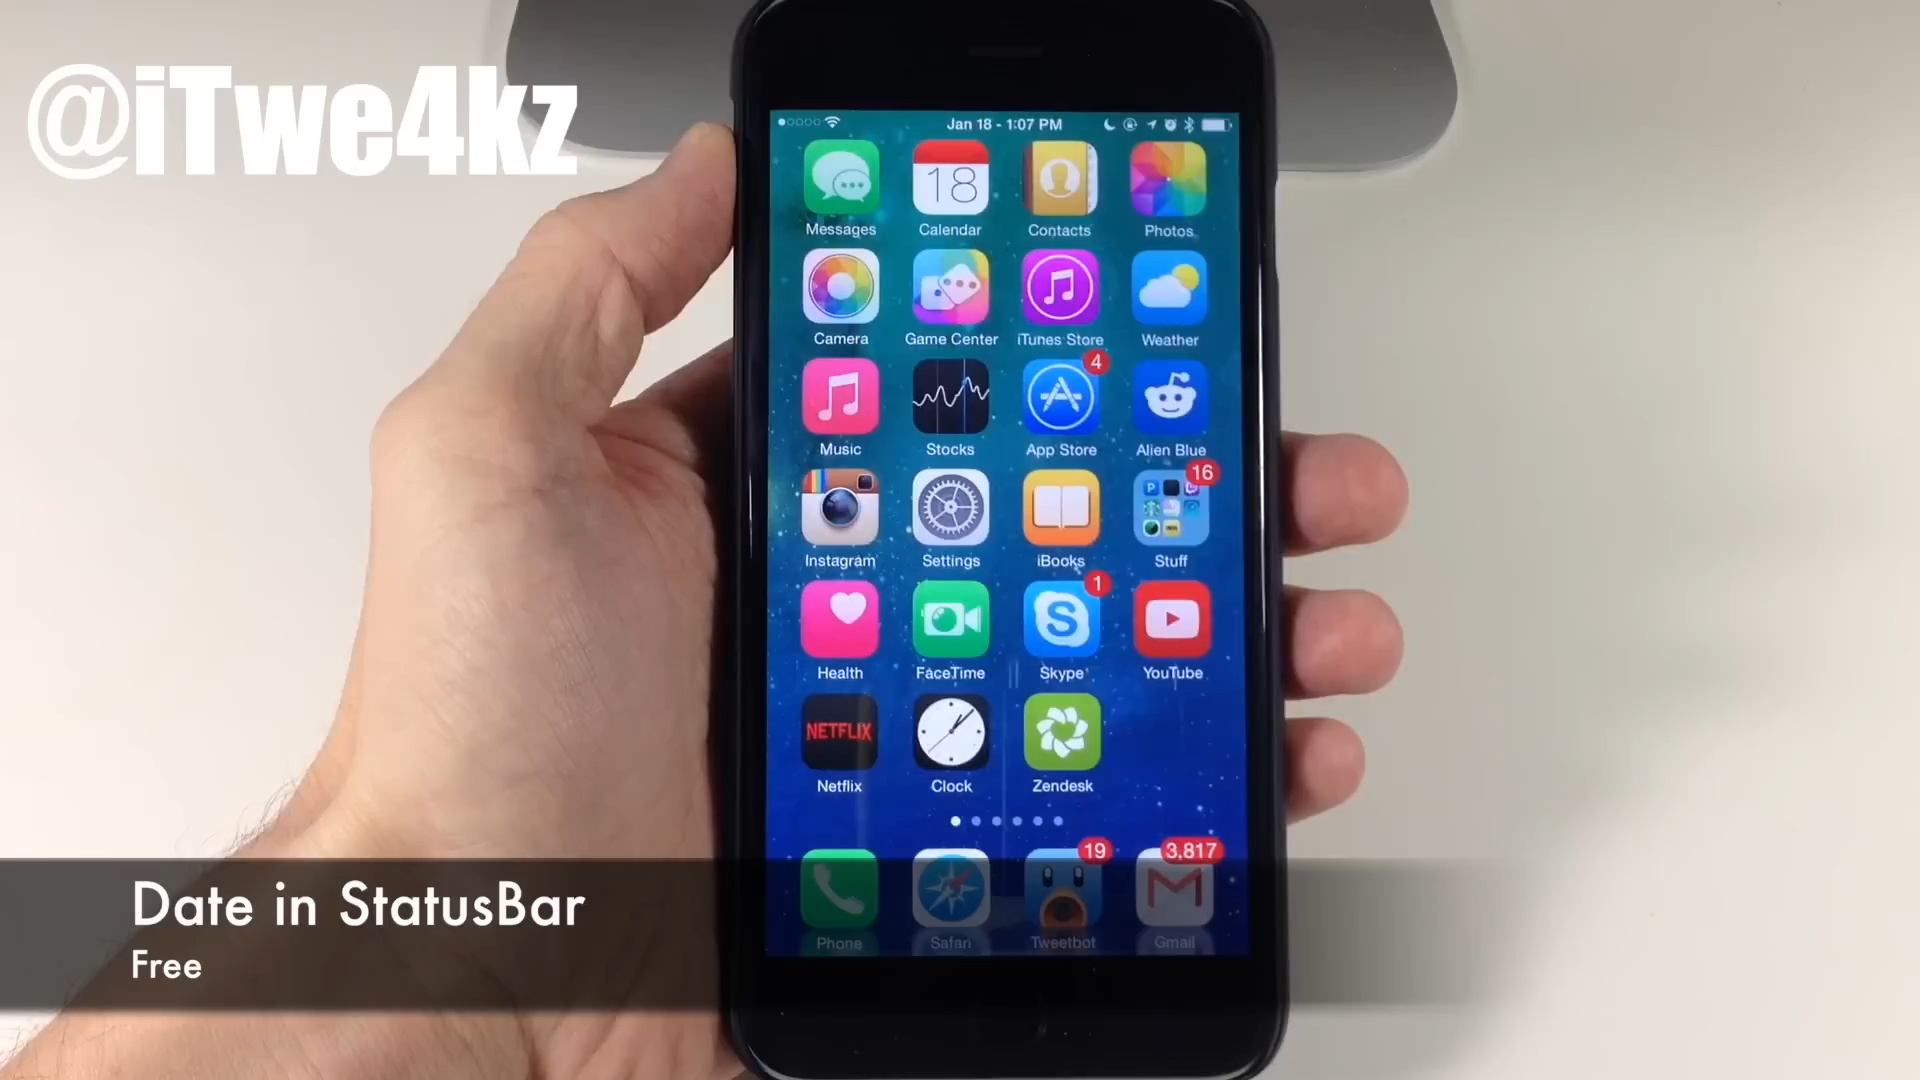 @iTwe4kz
Jan 18 - 1:07 PM
Messages
18
Calendar
Contacts
Photos
Camera
Game Center
iTunes Store
Weather
Music
Stocks
4
App Store
Alien Blue
Instagram
Settings
iBooks
16
Stuff
Health
FaceTime
1
Skype
YouTube
NETFLIX
Netflix
Clock
Zendesk
Phone
Safari
19
Tweetbot
3,817
Gmail
Date in StatusBar
Free